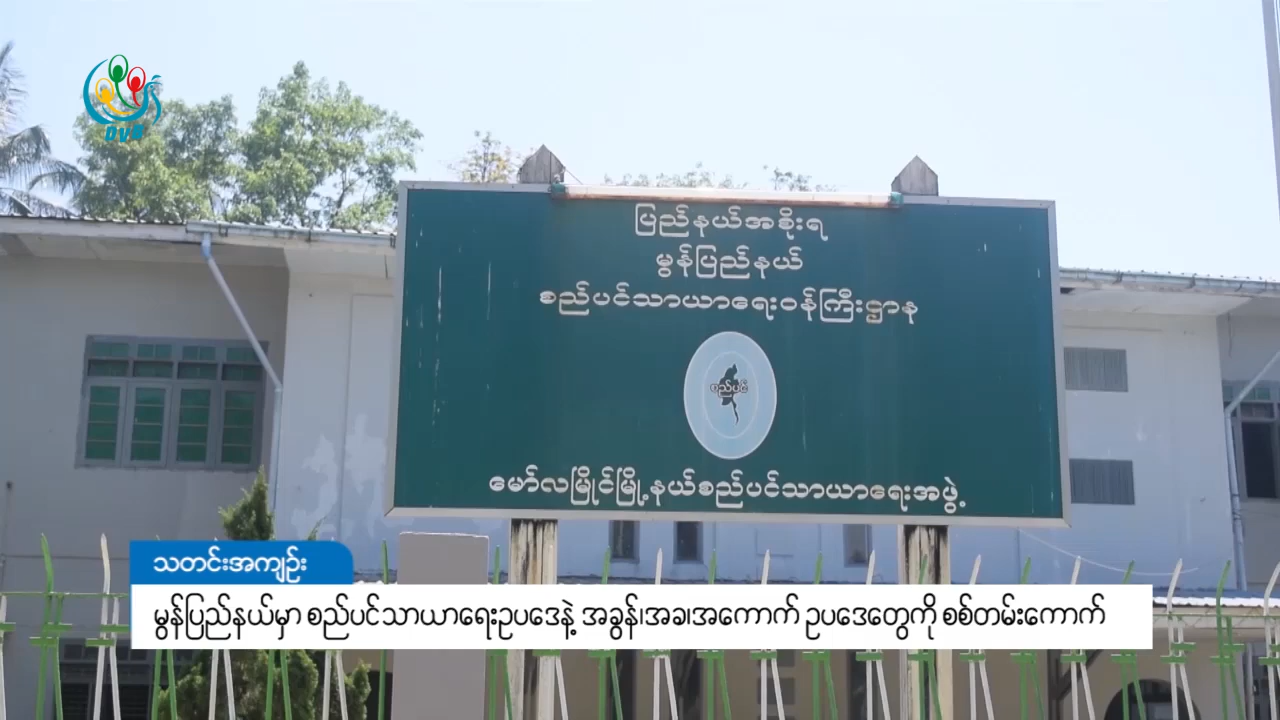 DVB
ပြည်နယ်အစိုးရ
မွန်ပြည်နယ်
စည်ပင်သာယာရေးဝန်ကြီးဌာန
စည်ပင်
မော်လမြိုင်မြို့နယ်စည်ပင်သာယာရေးအဖွဲ့
သတင်းအကျဉ်း
မွန်ပြည်နယ်မှာ စည်ပင်သာယာရေးဥပဒေနဲ့ အခွန်၊အခ၊အကောက် ဥပဒေတွေကို စစ်တမ်းကောက်